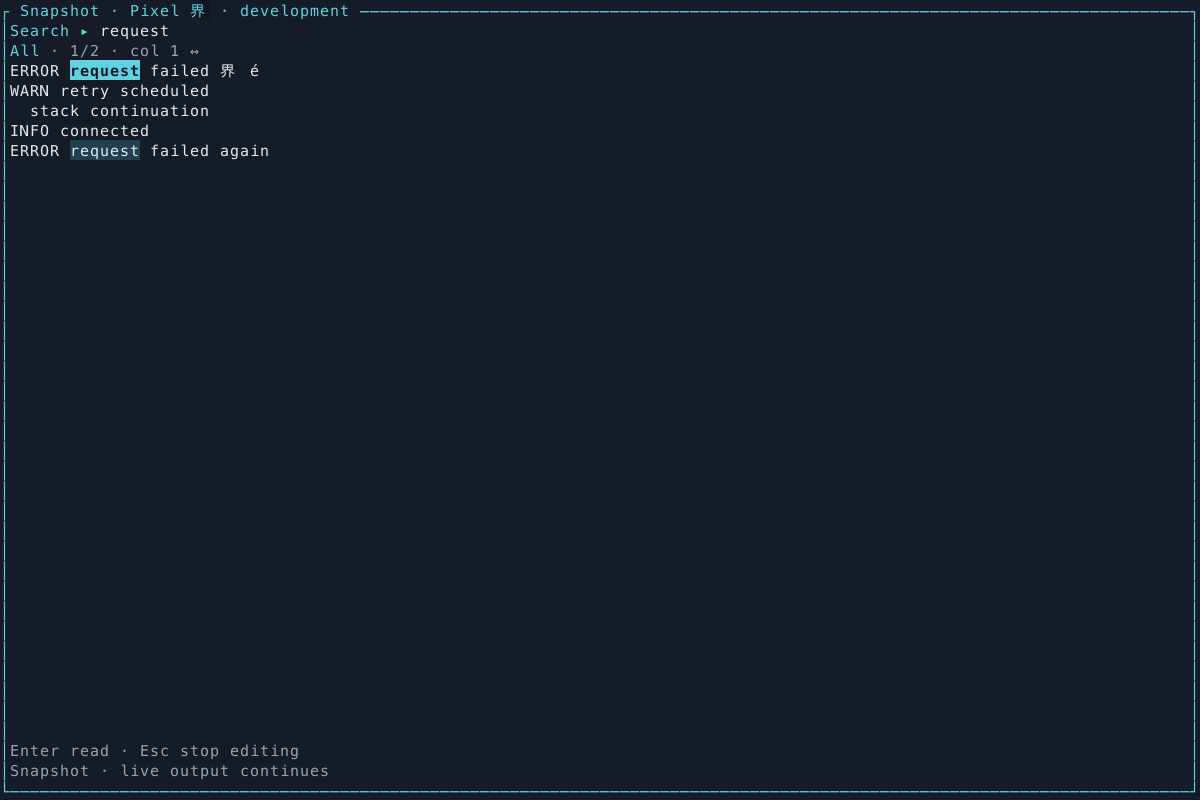 Snapshot · Pixel 界 · development
Search ▸ request
All · 1/2 · col 1 ↔
ERROR request failed 界 é
WARN retry scheduled
  stack continuation
INFO connected
ERROR request failed again
Enter read · Esc stop editing
Snapshot · live output continues